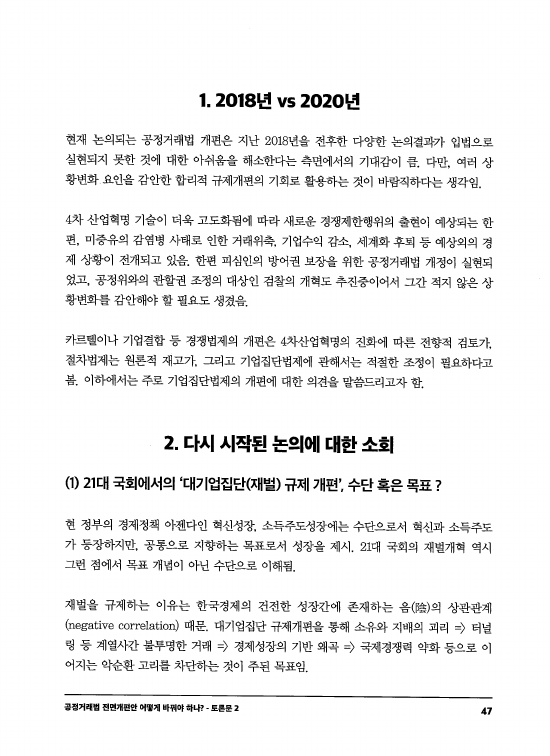 1. 2018년 vs 2020년
현재 논의되는 공정거래법 개편은 지난 2018년을 전후한 다양한 논의결과가 입법으로
실현되지 못한 것에 대한 아쉬움을 해소한다는 측면에서의 기대감이 큼. 다만, 여러 상
황변화 요인을 감안한 합리적 규제개편의 기회로 활용하는 것이 바람직하다는 생각임.
4차 산업혁명 기술이 더욱 고도화됨에 따라 새로운 경쟁제한행위의 출현이 예상되는 한
편, 미증유의 감염병 사태로 인한 거래위축, 기업수익 감소, 세계화 후퇴 등 예상외의 경
제 상황이 전개되고 있음. 한편 피심인의 방어권 보장을 위한 공정거래법 개정이 실현되
었고, 공정위와의 관할권 조정의 대상인 검찰의 개혁도 추진중이어서 그간 적지 않은 상
황변화를 감안해야 할 필요도 생겼음.
카르텔이나 기업결합 등 경쟁법제의 개편은 4차산업혁명의 진화에 따른 전향적 검토가,
절차법제는 원론적 재고가, 그리고 기업집단법제에 관해서는 적절한 조정이 필요하다고
봄. 이하에서는 주로 기업집단법제의 개편에 대한 의견을 말씀드리고자 함.
2. 다시 시작된 논의에 대한 소회
(1) 21대 국회에서의 '대기업집단(재벌) 규제 개편', 수단 혹은 목표 ?
현 정부의 경제정책 아젠다인 혁신성장, 소득주도성장에는 수단으로서 혁신과 소득주도
가 등장하지만, 공통으로 지향하는 목표로서 성장을 제시. 21대 국회의 재벌개혁 역시
그런 점에서 목표 개념이 아닌 수단으로 이해됨.
재벌을 규제하는 이유는 한국경제의 건전한 성장간에 존재하는 음(陰)의 상관관계
(negative correlation) 때문. 대기업집단 규제개편을 통해 소유와 지배의 괴리 => 터널
링 등 계열사간 불투명한 거래 => 경제성장의 기반 왜곡 => 국제경쟁력 약화 등으로 이
어지는 악순환 고리를 차단하는 것이 주된 목표임.
공정거래법 전면개편안 어떻게 바꿔야 하나? - 토론문 2
47